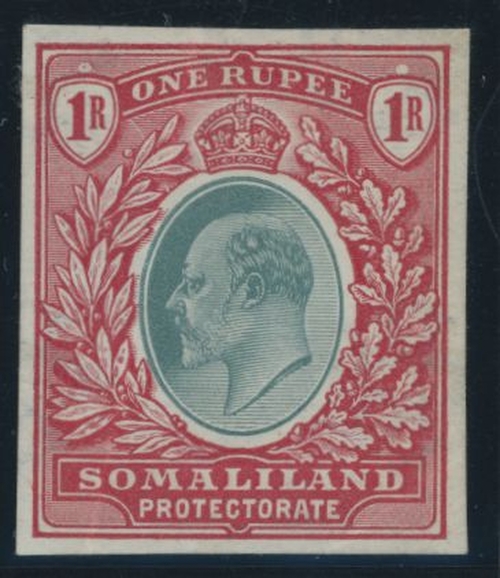 ONE RUPEE
1R 1R
SOMALILAND
PROTECTORATE